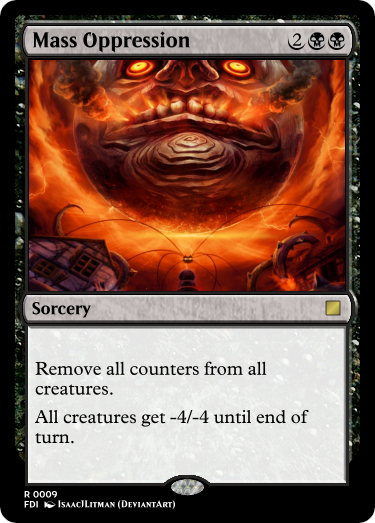 Mass Oppression 2
Sorcery
Remove all counters from all
creatures.
All creatures get -4/-4 until end of
turn.
R 0009
FDI IsaacJLitman (DeviantArt)